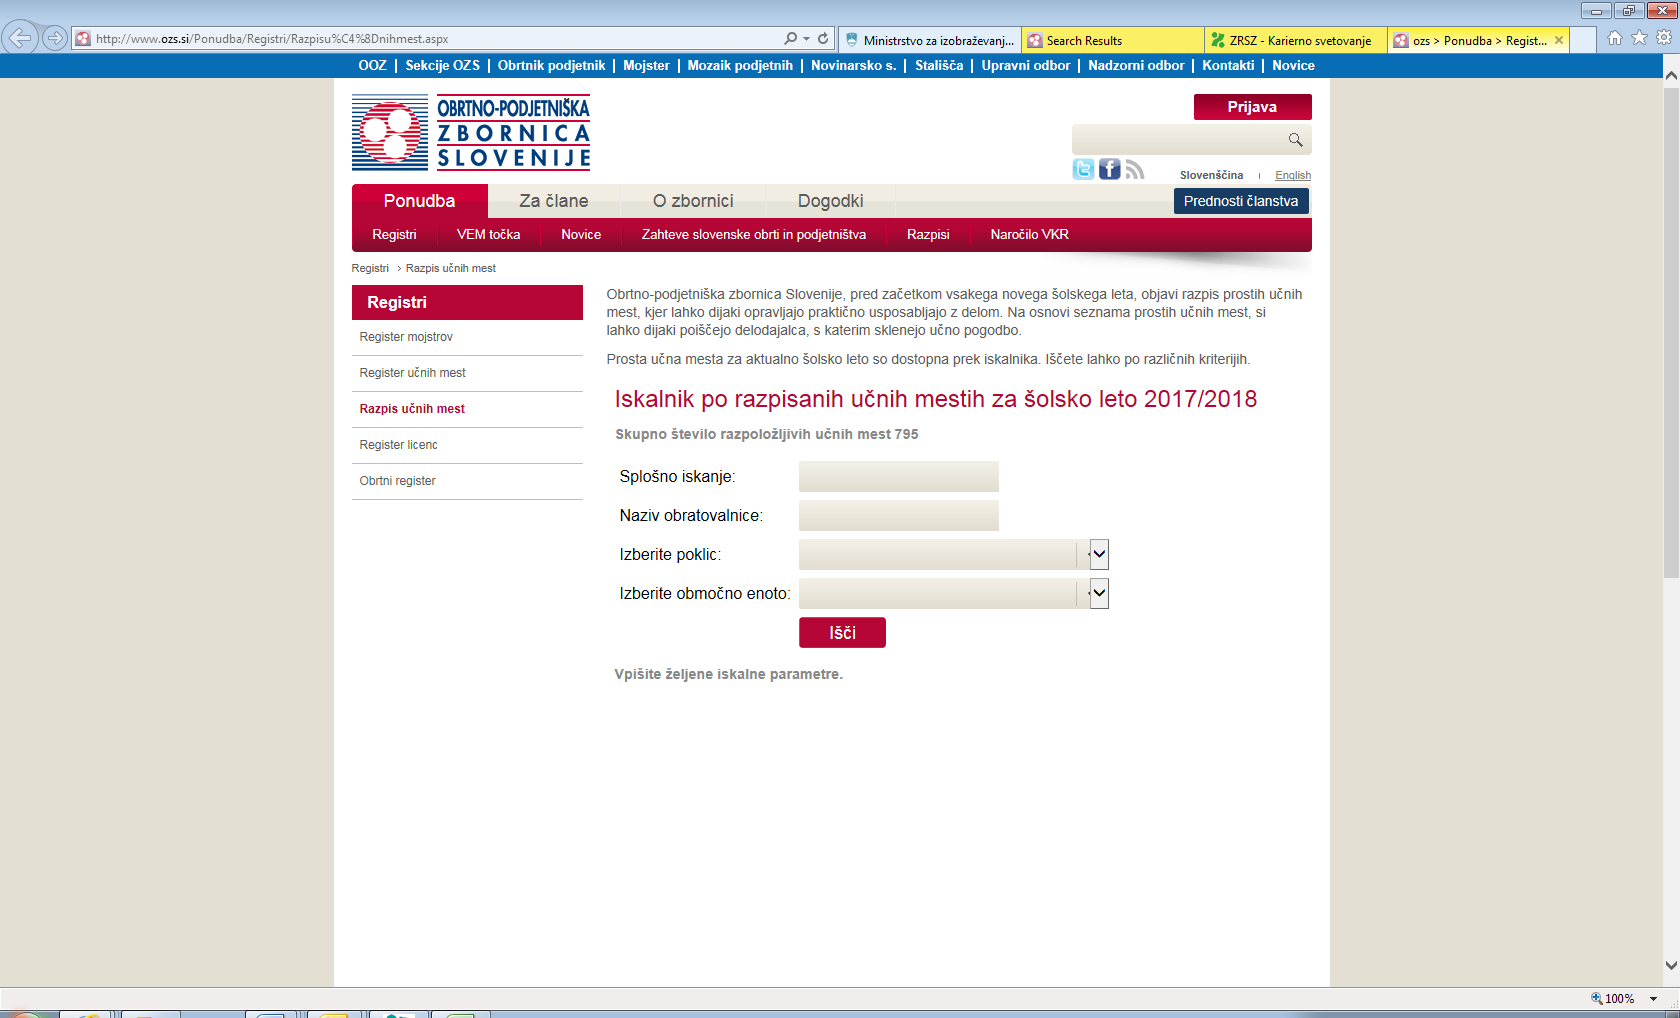 http://www.ozs.si/Ponudba/Registri/Razpisu%C4%8Dnihmest.aspx
Ministrstvo za izobraževanj...
Search Results
ZRSZ - Karierno svetovanje
ozs > Ponudba > Regist...
OOZ | Sekcije OZS | Obrtnik podjetnik | Mojster | Mozaik podjetnih | Novinarsko s. | Stališča | Upravni odbor | Nadzorni odbor | Kontakti | Novice
OBRTNO-PODJETNIŠKA
ZBORNICA
SLOVENIJE
Prijava
Slovenščina | English
Ponudba Za člane O zbornici Dogodki Prednosti članstva
Registri VEM točka Novice Zahteve slovenske obrti in podjetništva Razpisi Naročilo VKR
Registri > Razpis učnih mest
Registri
Register mojstrov
Register učnih mest
Razpis učnih mest
Register licenc
Obrtni register
Obrtno-podjetniška zbornica Slovenije, pred začetkom vsakega novega šolskega leta, objavi razpis prostih učnih
mest, kjer lahko dijaki opravljajo praktično usposabljajo z delom. Na osnovi seznama prostih učnih mest, si
lahko dijaki poiščejo delodajalca, s katerim sklenejo učno pogodbo.
Prosta učna mesta za aktualno šolsko leto so dostopna prek iskalnika. Iščete lahko po različnih kriterijih.
Iskalnik po razpisanih učnih mestih za šolsko leto 2017/2018
Skupno število razpoložljivih učnih mest 795
Splošno iskanje:
Naziv obratovalnice:
Izberite poklic:
Izberite območno enoto:
Išči
Vpišite željene iskalne parametre.
100%